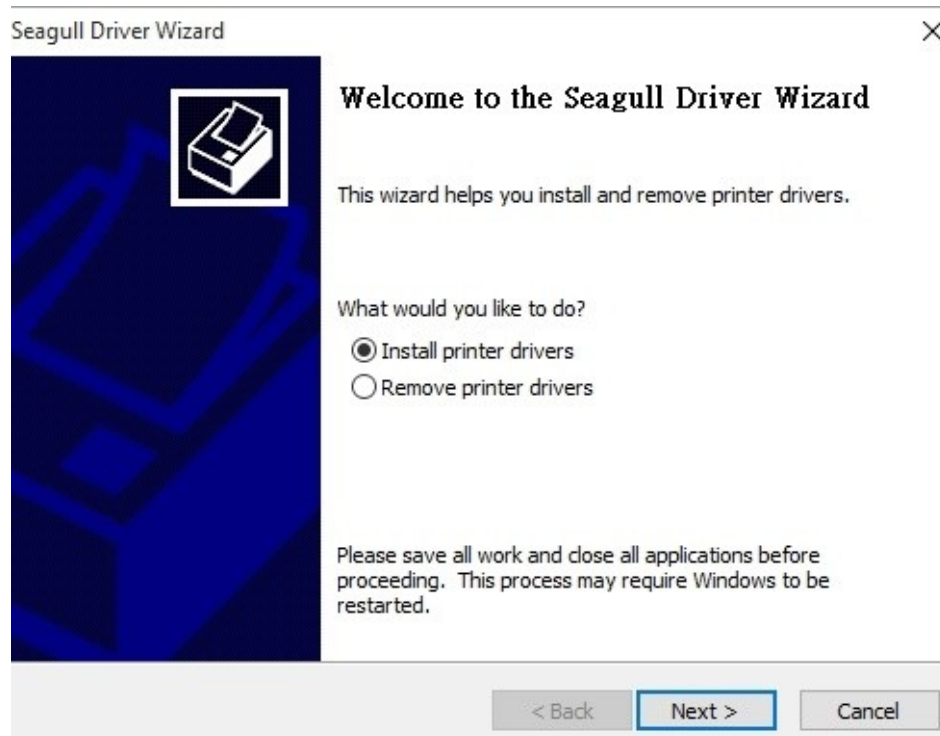 Seagull Driver Wizard
Welcome to the Seagull Driver Wizard
This wizard helps you install and remove printer drivers.
What would you like to do?
Install printer drivers
Remove printer drivers
Please save all work and close all applications before
proceeding.  This process may require Windows to be
restarted.
< Back
Next >
Cancel